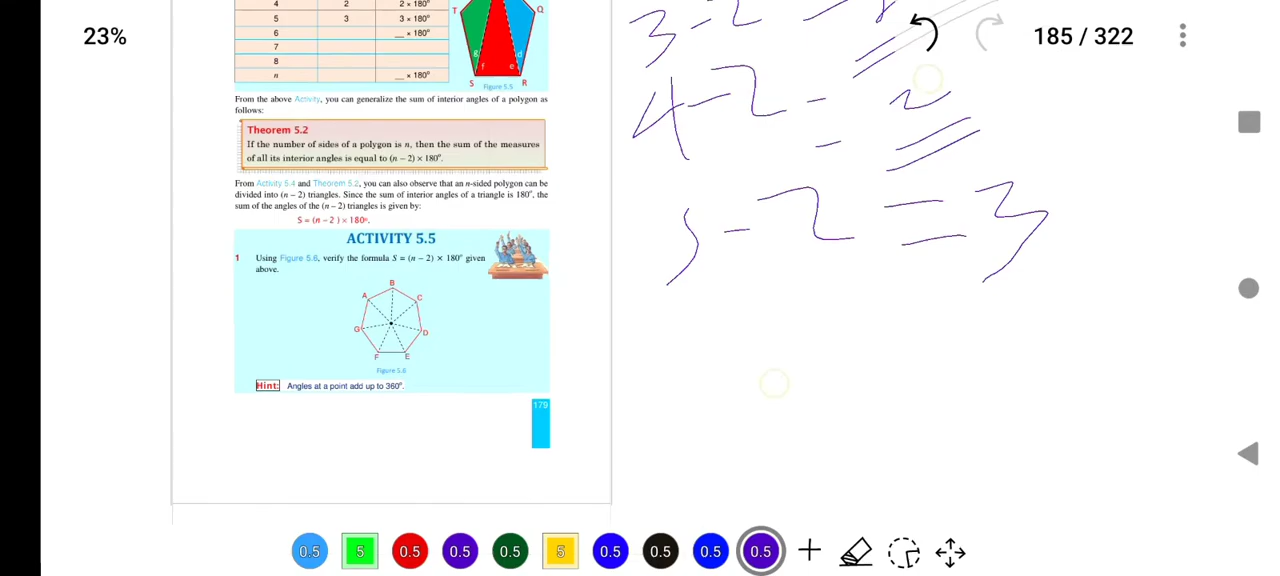 23%
185 / 322
4 2 2 × 180°
5 3 3 × 180°
6 __ × 180°
7
8
n __ × 180°
T Q
g d
f e
S R
Figure 5.5
From the above Activity, you can generalize the sum of interior angles of a polygon as
follows:
Theorem 5.2
If the number of sides of a polygon is n, then the sum of the measures
of all its interior angles is equal to (n – 2) × 180°.
From Activity 5.4 and Theorem 5.2, you can also observe that an n-sided polygon can be
divided into (n – 2) triangles. Since the sum of interior angles of a triangle is 180°, the
sum of the angles of the (n – 2) triangles is given by:
S = (n – 2 ) × 180°.
ACTIVITY 5.5
1 Using Figure 5.6, verify the formula S = (n – 2) × 180° given
above.
B
A C
G D
F E
Figure 5.6
Hint: Angles at a point add up to 360°.
179
3 - 2
4 - 2 = 2
5 - 2 = 3
0.5 5 0.5 0.5 0.5 5 0.5 0.5 0.5 0.5